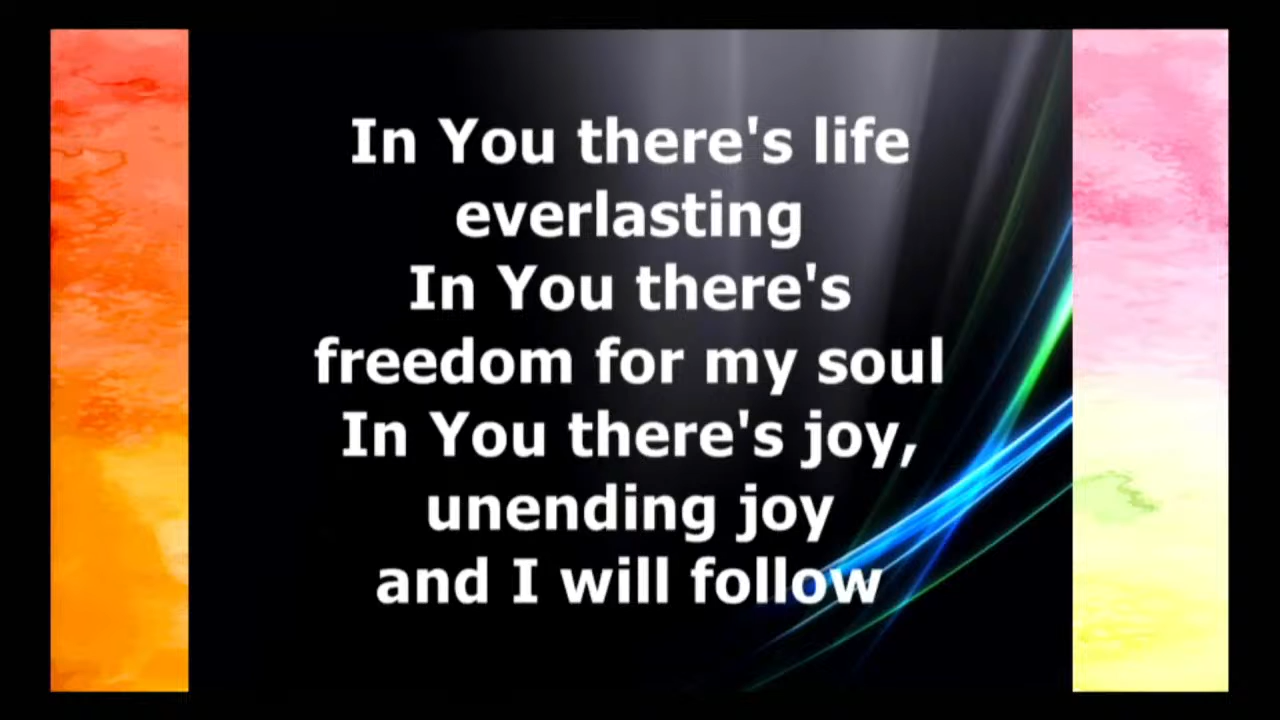 In You there's life
everlasting
In You there's
freedom for my soul
In You there's joy,
unending joy
and I will follow